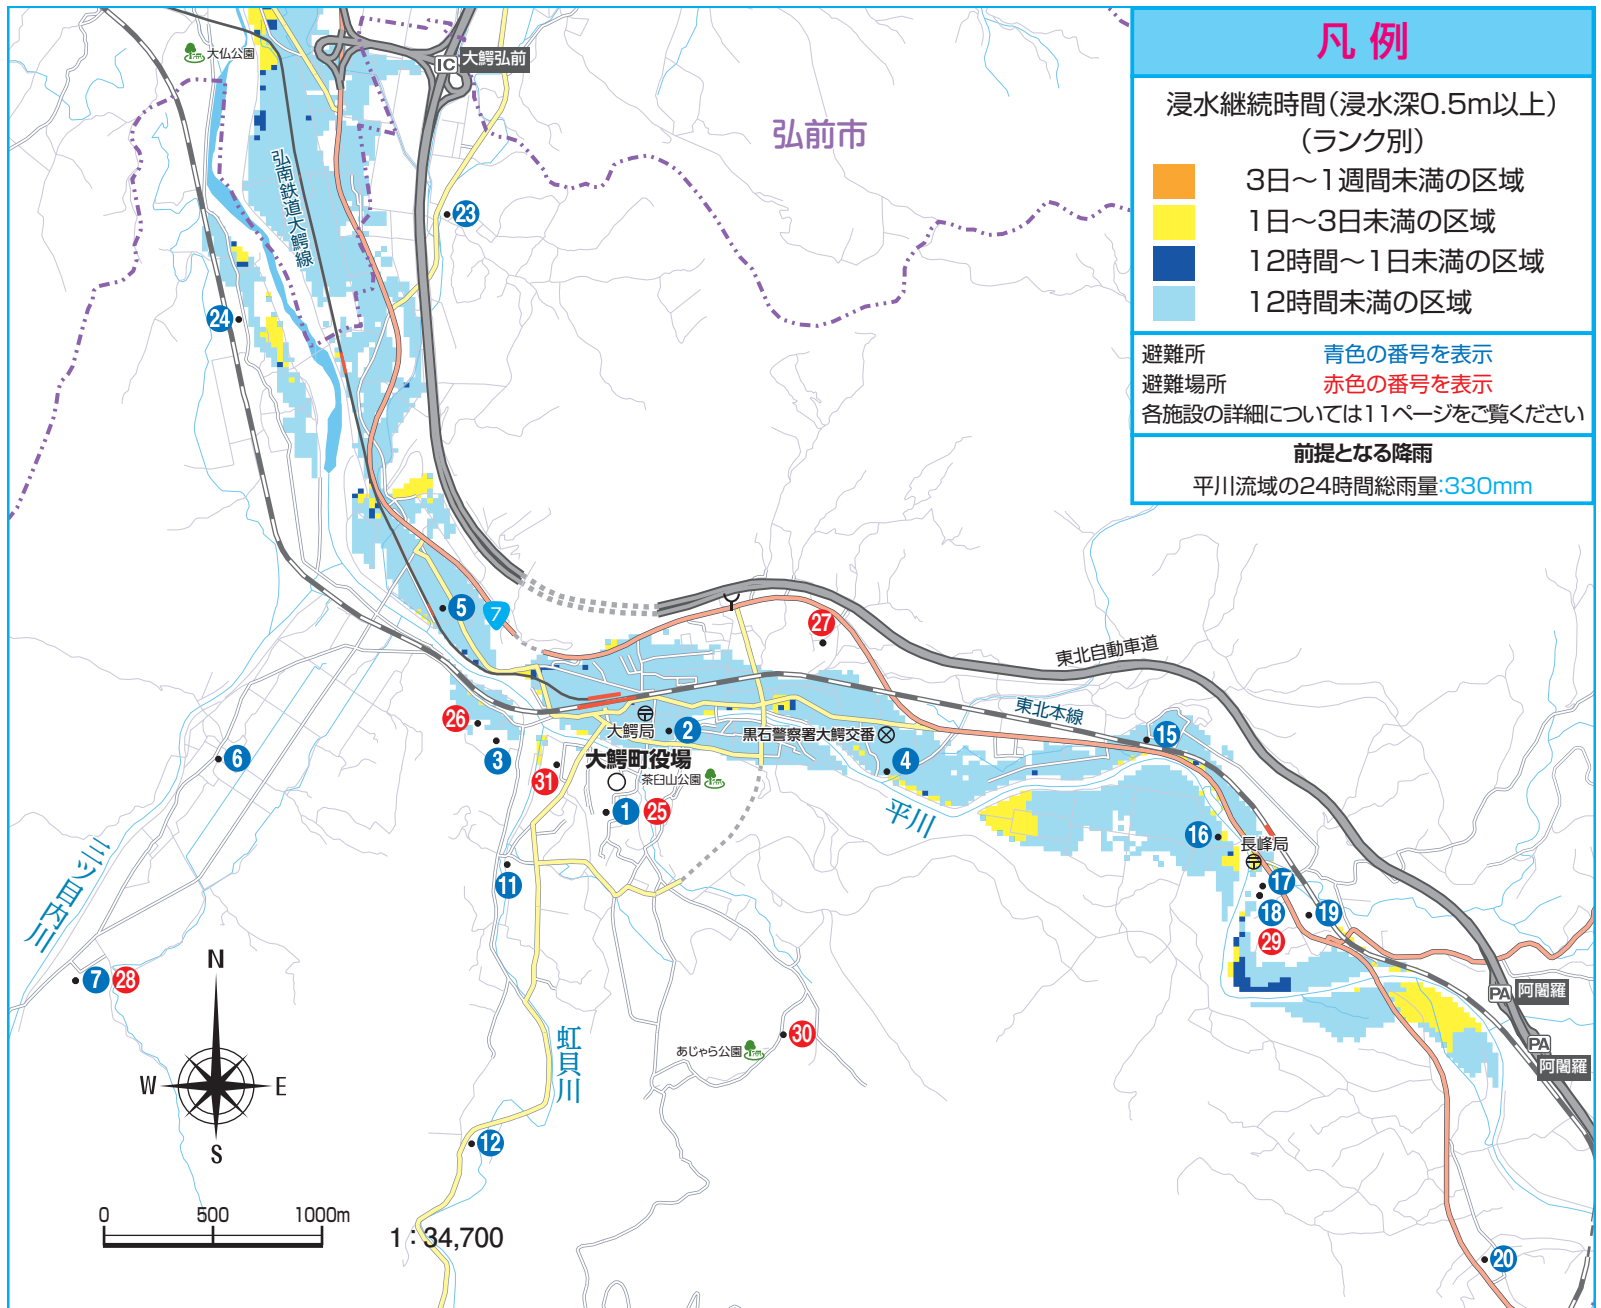 凡例
浸水継続時間(浸水深0.5m以上)
(ランク別)
3日〜1週間未満の区域
1日〜3日未満の区域
12時間〜1日未満の区域
12時間未満の区域
避難所 青色の番号を表示
避難場所 赤色の番号を表示
各施設の詳細については11ページをご覧ください
前提となる降雨
平川流域の24時間総雨量:330mm
大仏公園
IC 大鰐弘前
弘前市
弘南鉄道大鰐線
23
24
5
7
27
東北自動車道
東北本線
26
大鰐局
2
黒石警察署大鰐交番
15
6
3
大鰐町役場
4
31
茶臼山公園
1 25
平川
16
長峰局
三ツ目内川
11
17
18
19
29
7 28
N
W
E
S
PA 阿闍羅
PA
阿闍羅
虹貝川
30
あじゃら公園
12
0 500 1000m
1:34,700
20